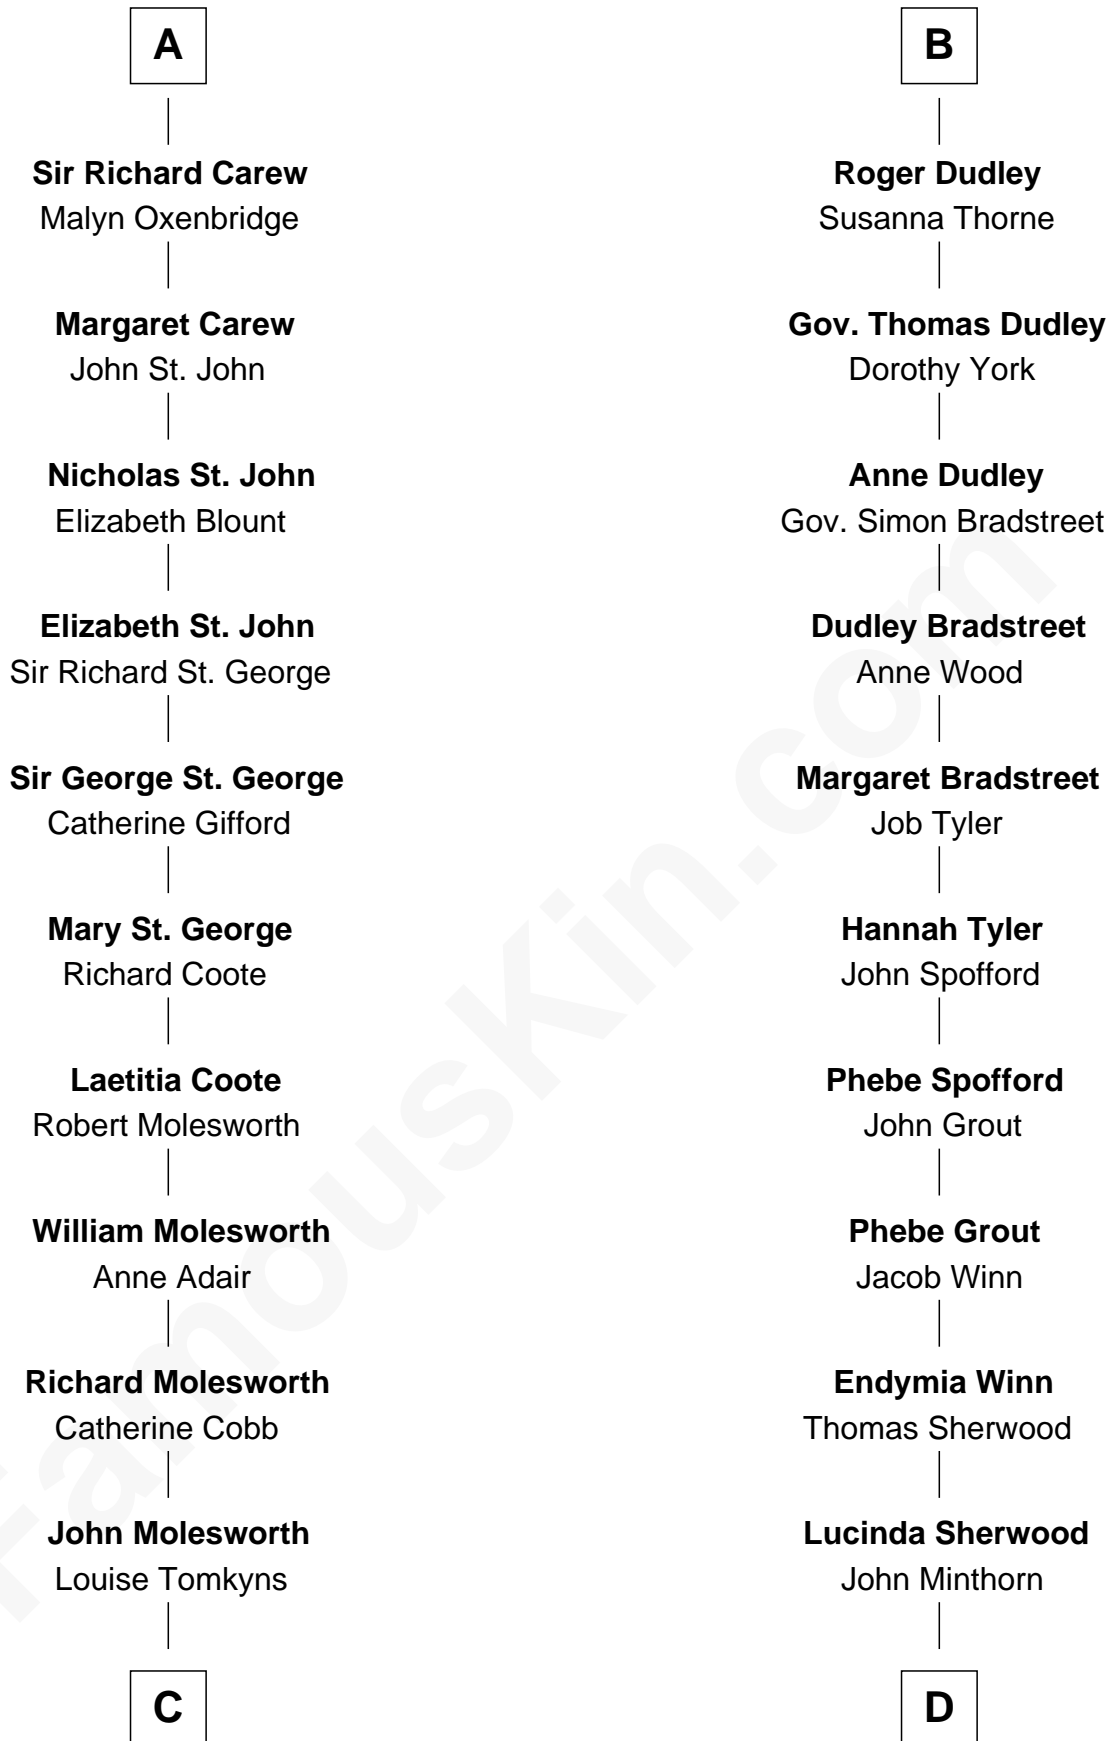 A
Sir Richard Carew
Malyn Oxenbridge
Margaret Carew
John St. John
Nicholas St. John
Elizabeth Blount
Elizabeth St. John
Sir Richard St. George
Sir George St. George
Catherine Gifford
Mary St. George
Richard Coote
Laetitia Coote
Robert Molesworth
William Molesworth
Anne Adair
Richard Molesworth
Catherine Cobb
John Molesworth
Louise Tomkyns
C
B
Roger Dudley
Susanna Thorne
Gov. Thomas Dudley
Dorothy York
Anne Dudley
Gov. Simon Bradstreet
Dudley Bradstreet
Anne Wood
Margaret Bradstreet
Job Tyler
Hannah Tyler
John Spofford
Phebe Spofford
John Grout
Phebe Grout
Jacob Winn
Endymia Winn
Thomas Sherwood
Lucinda Sherwood
John Minthorn
D
FamousKin.com